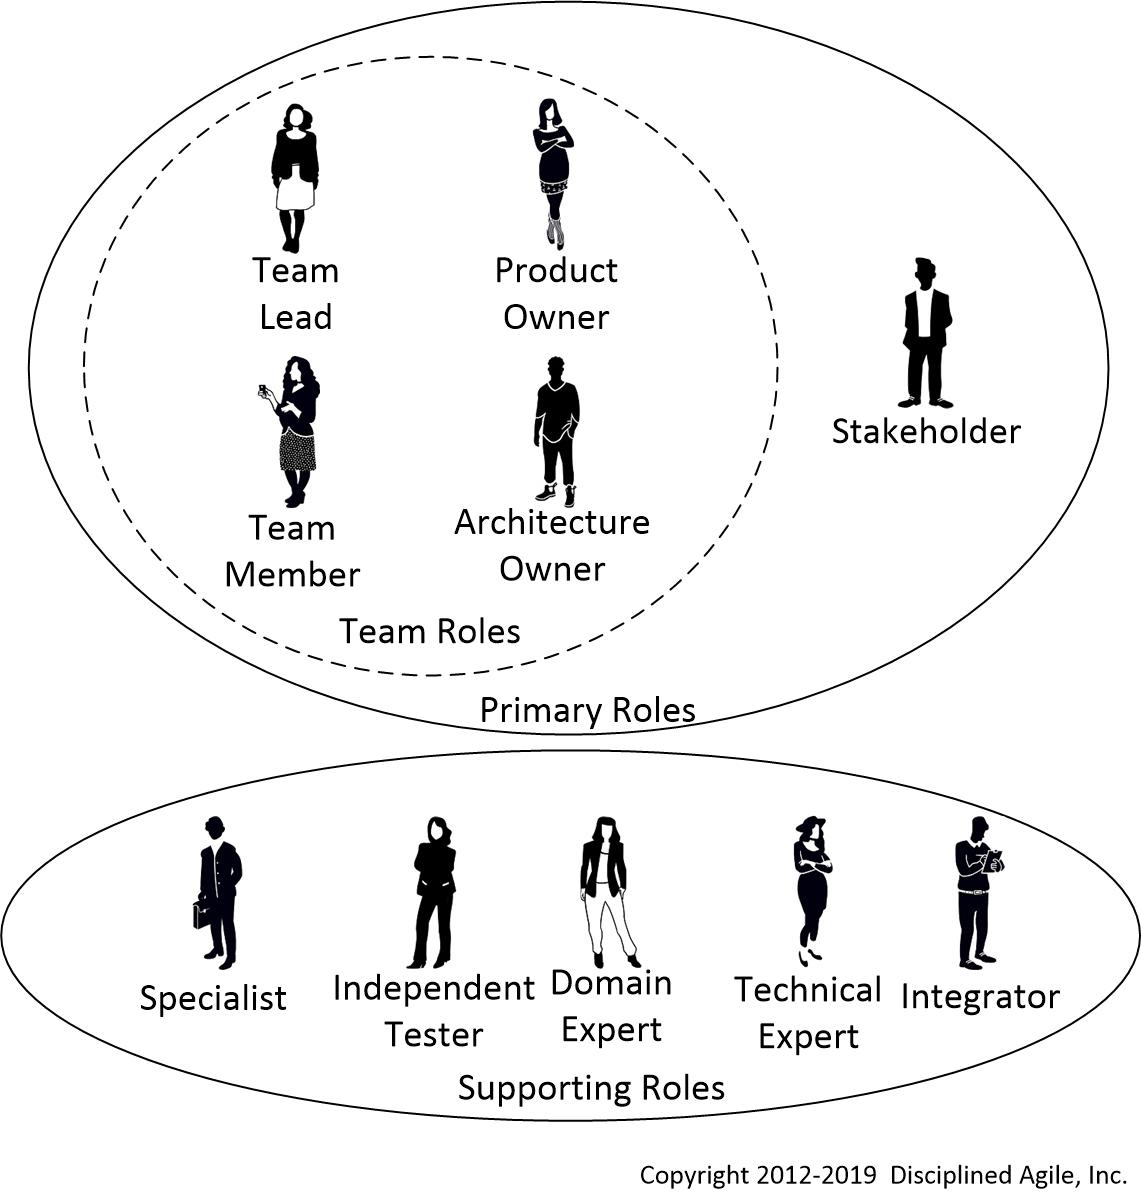 Team
Lead
Product
Owner
Stakeholder
Team
Member
Architecture
Owner
Team Roles
Primary Roles
Specialist
Independent
Tester
Domain
Expert
Technical
Expert
Integrator
Supporting Roles
Copyright 2012-2019 Disciplined Agile, Inc.